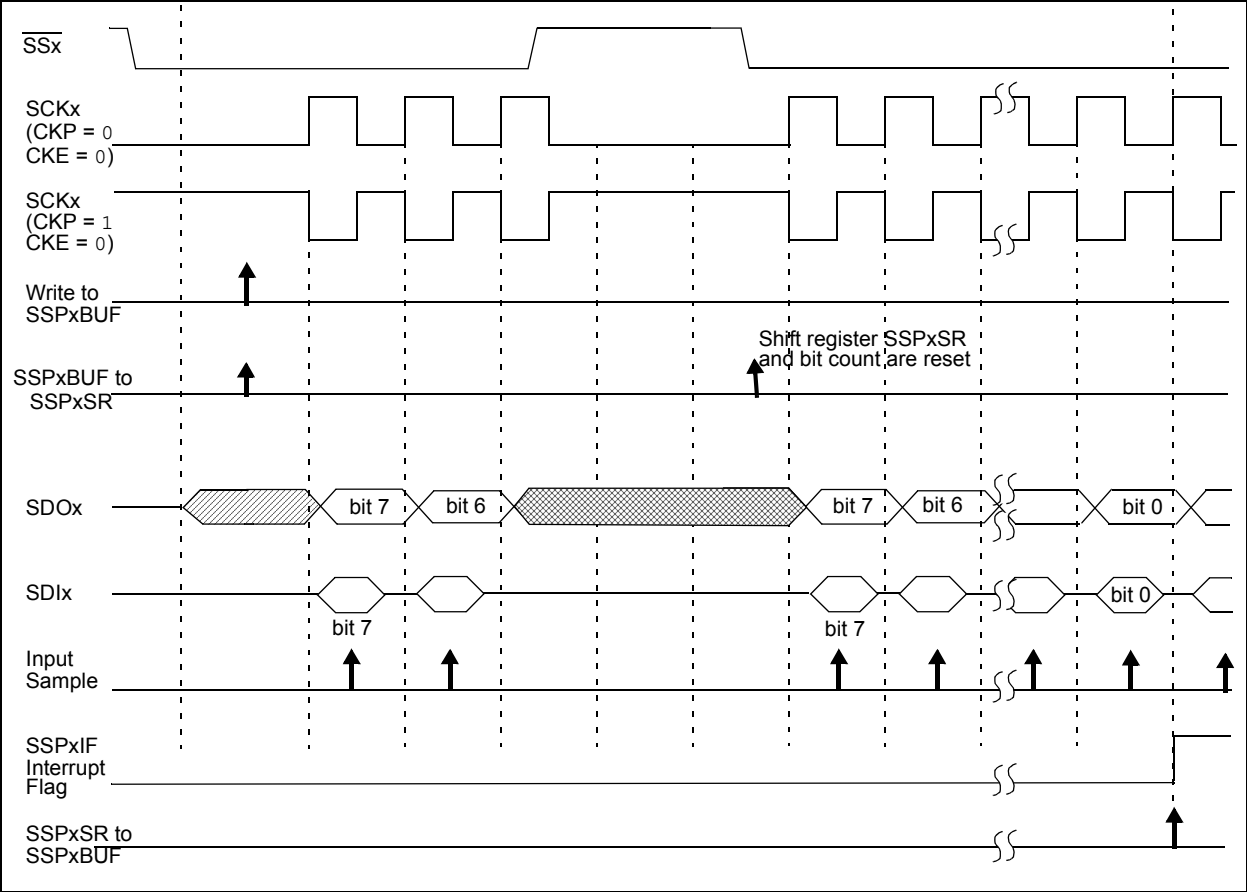 SSx
SCKx
(CKP = 0
CKE = 0)
SCKx
(CKP = 1
CKE = 0)
Write to
SSPxBUF
Shift register SSPxSR
and bit count are reset
SSPxBUF to
SSPxSR
SDOx
bit 7
bit 6
bit 7
bit 6
bit 0
SDIx
bit 0
bit 7
bit 7
Input
Sample
SSPxIF
Interrupt
Flag
SSPxSR to
SSPxBUF